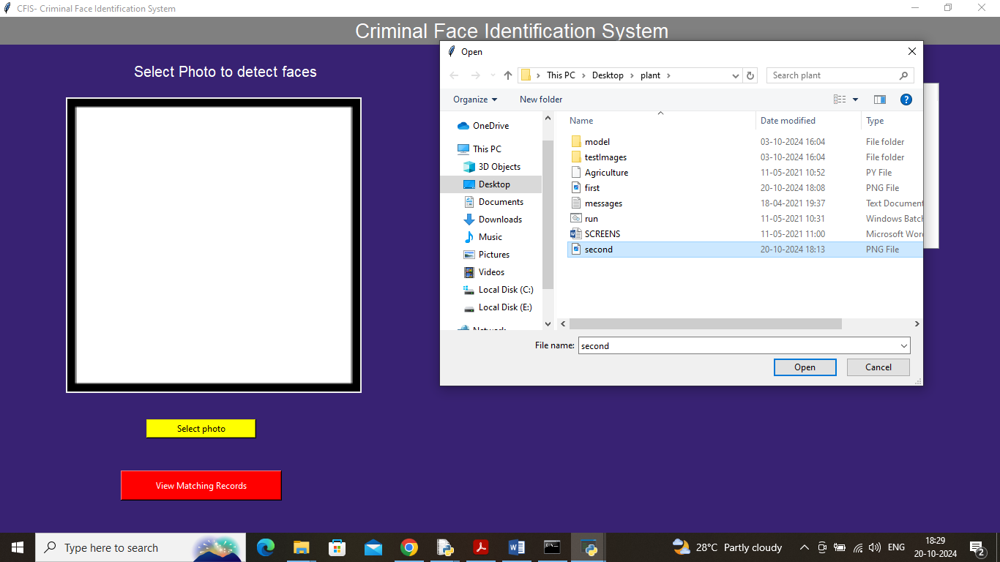 CFIS- Criminal Face Identification System
Criminal Face Identification System
Select Photo to detect faces
Select photo
View Matching Records
Open
This PC > Desktop > plant >
Search plant
Organize
New folder
OneDrive
This PC
3D Objects
Desktop
Documents
Downloads
Music
Pictures
Videos
Local Disk (C:)
Local Disk (E:)
Network
Name Date modified Type
model 03-10-2024 16:04 File folder
testImages 03-10-2024 16:04 File folder
Agriculture 11-05-2021 10:52 PY File
first 20-10-2024 18:08 PNG File
messages 18-04-2021 19:37 Text Document
run 11-05-2021 10:31 Windows Batch
SCREENS 11-05-2021 11:00 Microsoft Word
second 20-10-2024 18:13 PNG File
File name: second
Open Cancel
Type here to search
28°C Partly cloudy
ENG
18:29
20-10-2024
2